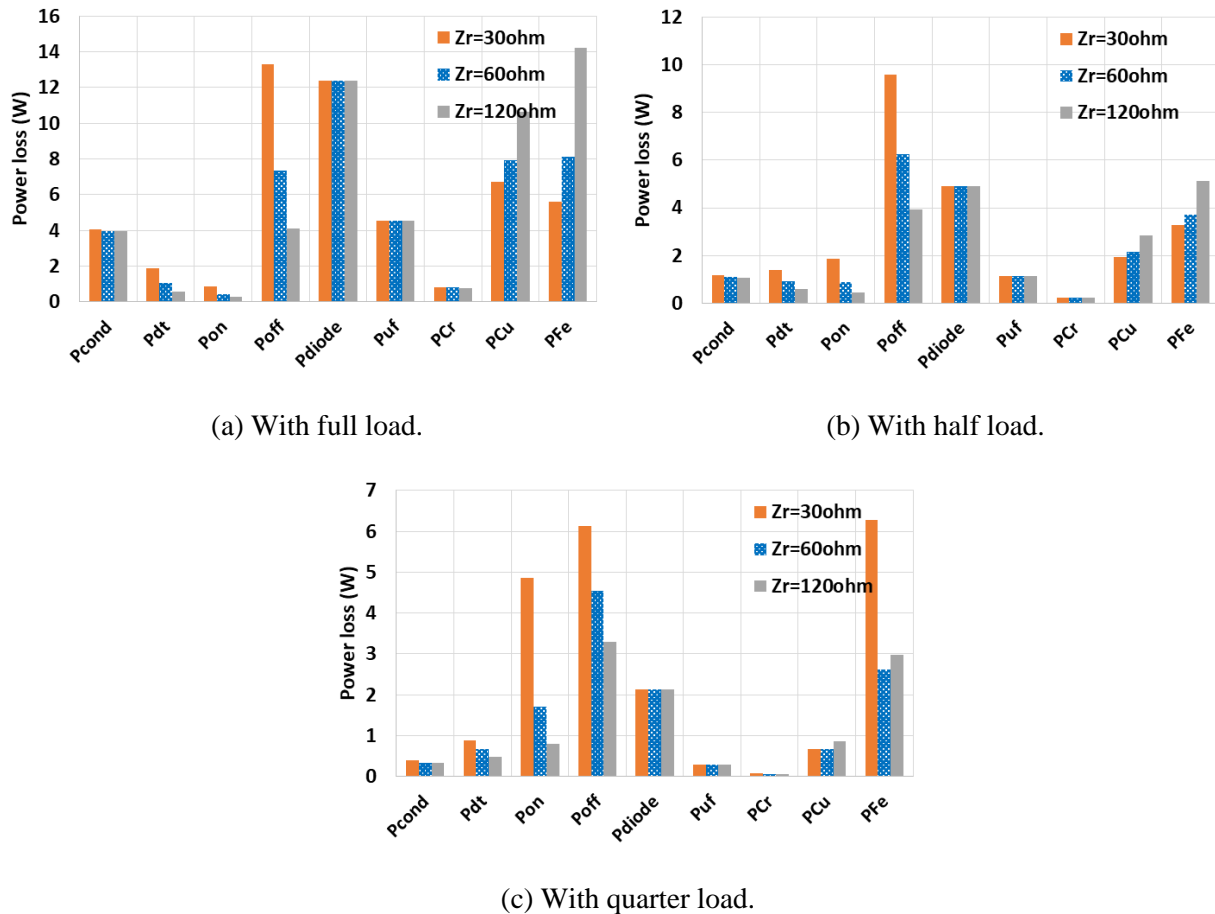 Power loss (W)
16
14
12
10
8
6
4
2
0
Zr=30ohm
Zr=60ohm
Zr=120ohm
Pcond
Pdt
Pon
Poff
Pdiode
Puf
PCr
PCu
PFe
(a) With full load.
Power loss (W)
12
10
8
6
4
2
0
Zr=30ohm
Zr=60ohm
Zr=120ohm
Pcond
Pdt
Pon
Poff
Pdiode
Puf
PCr
PCu
PFe
(b) With half load.
Power loss (W)
7
6
5
4
3
2
1
0
Zr=30ohm
Zr=60ohm
Zr=120ohm
Pcond
Pdt
Pon
Poff
Pdiode
Puf
PCr
PCu
PFe
(c) With quarter load.